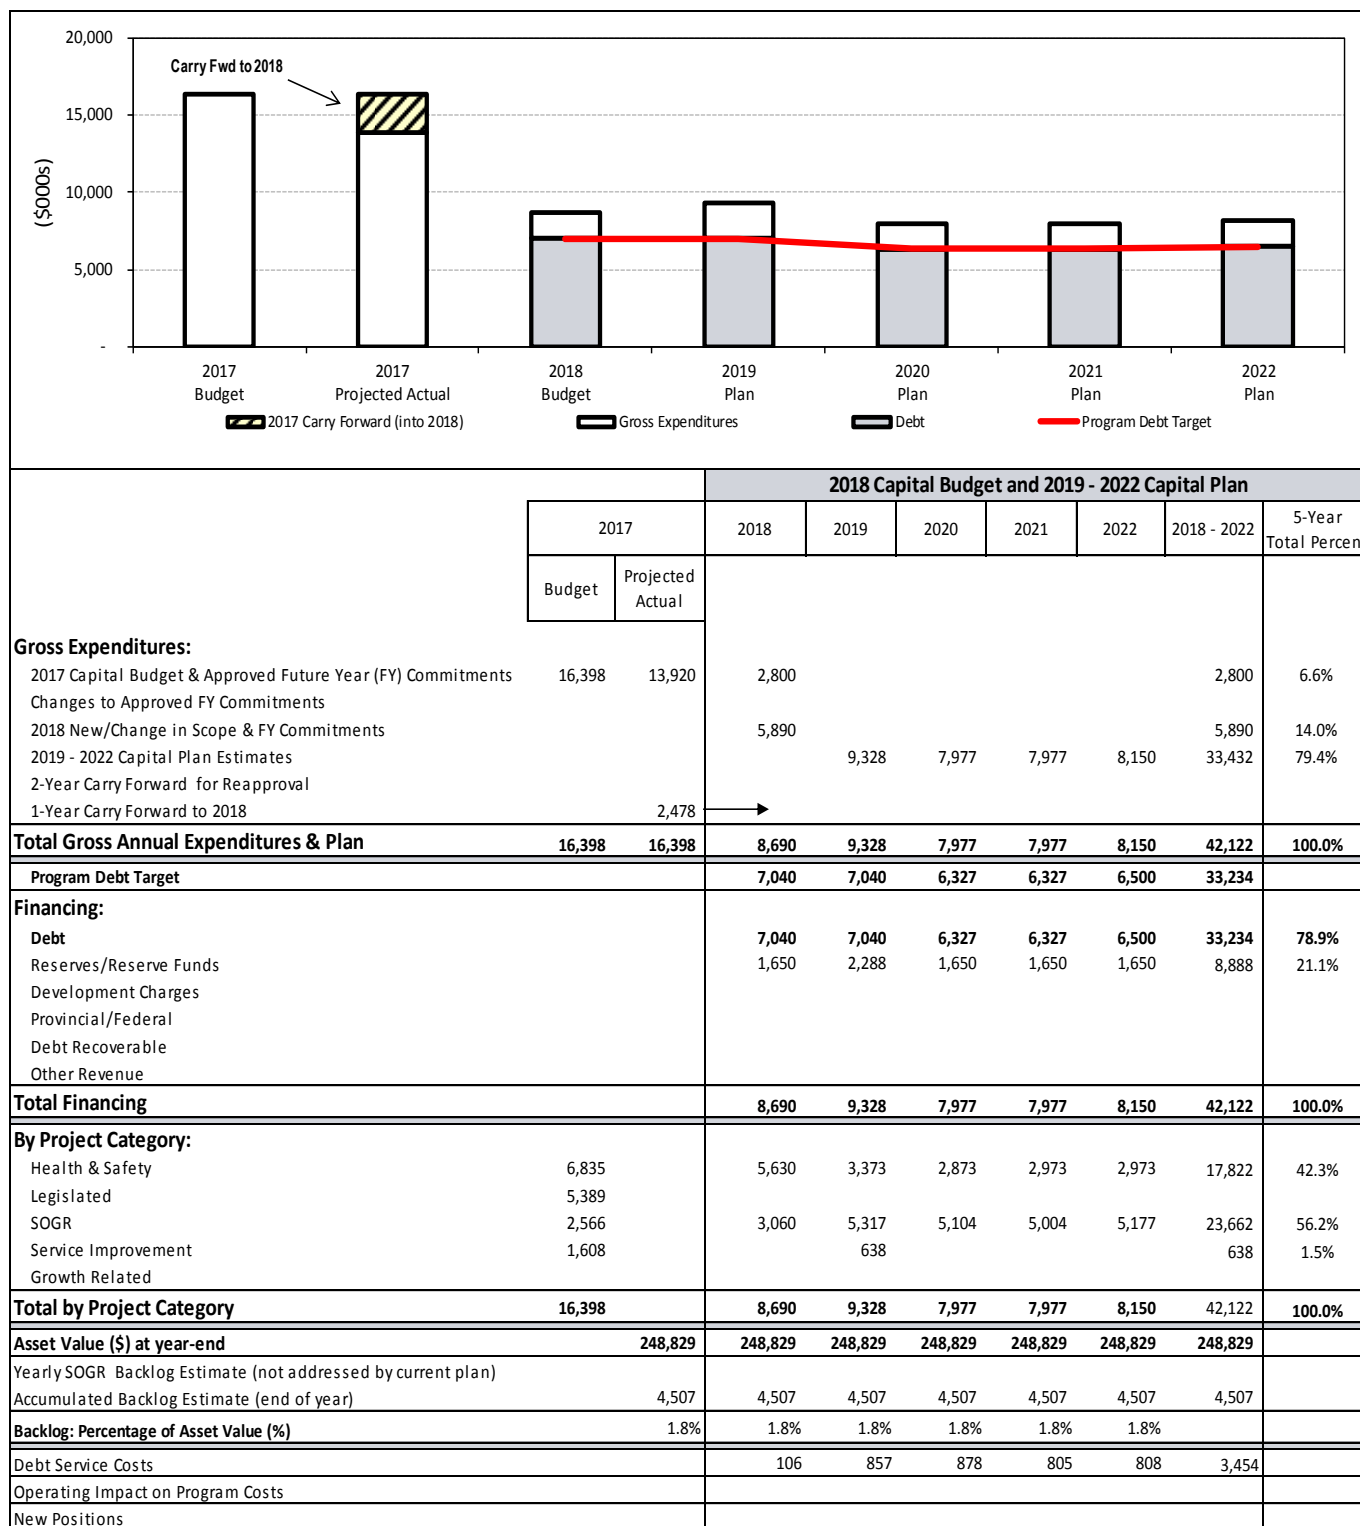 20,000
Carry Fwd to 2018
15,000
10,000
($000s)
5,000
-
2017 2017 2018 2019 2020 2021 2022
Budget Projected Actual Budget Plan Plan Plan Plan
2017 Carry Forward (into 2018) Gross Expenditures Debt Program Debt Target
2018 Capital Budget and 2019 - 2022 Capital Plan
2017 2018 2019 2020 2021 2022 2018 - 2022 5-Year
Total Percen
Budget Projected
Actual
Gross Expenditures:
2017 Capital Budget & Approved Future Year (FY) Commitments 16,398 13,920 2,800 2,800 6.6%
Changes to Approved FY Commitments
2018 New/Change in Scope & FY Commitments 5,890 5,890 14.0%
2019 - 2022 Capital Plan Estimates 9,328 7,977 7,977 8,150 33,432 79.4%
2-Year Carry Forward for Reapproval
1-Year Carry Forward to 2018 2,478
Total Gross Annual Expenditures & Plan 16,398 16,398 8,690 9,328 7,977 7,977 8,150 42,122 100.0%
Program Debt Target 7,040 7,040 6,327 6,327 6,500 33,234
Financing:
Debt 7,040 7,040 6,327 6,327 6,500 33,234 78.9%
Reserves/Reserve Funds 1,650 2,288 1,650 1,650 1,650 8,888 21.1%
Development Charges
Provincial/Federal
Debt Recoverable
Other Revenue
Total Financing 8,690 9,328 7,977 7,977 8,150 42,122 100.0%
By Project Category:
Health & Safety 6,835 5,630 3,373 2,873 2,973 2,973 17,822 42.3%
Legislated 5,389
SOGR 2,566 3,060 5,317 5,104 5,004 5,177 23,662 56.2%
Service Improvement 1,608 638 638 1.5%
Growth Related
Total by Project Category 16,398 8,690 9,328 7,977 7,977 8,150 42,122 100.0%
Asset Value ($) at year-end 248,829 248,829 248,829 248,829 248,829 248,829 248,829
Yearly SOGR Backlog Estimate (not addressed by current plan)
Accumulated Backlog Estimate (end of year) 4,507 4,507 4,507 4,507 4,507 4,507 4,507
Backlog: Percentage of Asset Value (%) 1.8% 1.8% 1.8% 1.8% 1.8% 1.8%
Debt Service Costs 106 857 878 805 808 3,454
Operating Impact on Program Costs
New Positions